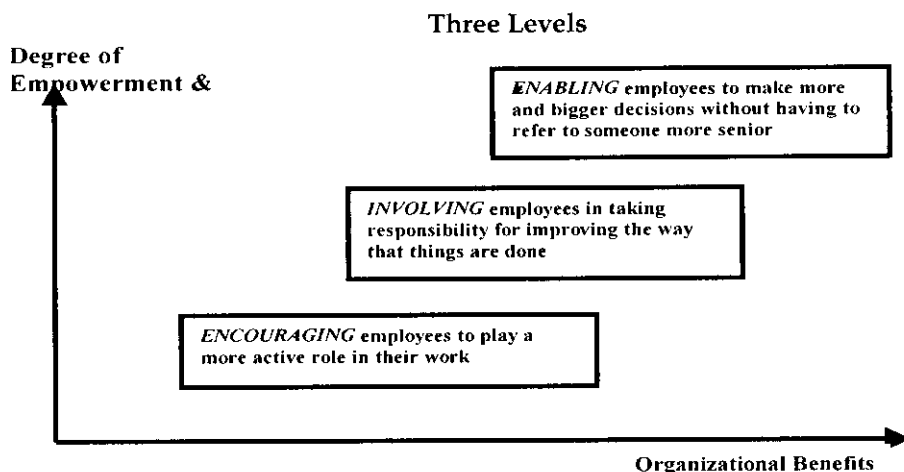 Three Levels
Degree of
Empowerment &
ENABLING employees to make more
and bigger decisions without having to
refer to someone more senior
INVOLVING employees in taking
responsibility for improving the way
that things are done
ENCOURAGING employees to play a
more active role in their work
Organizational Benefits